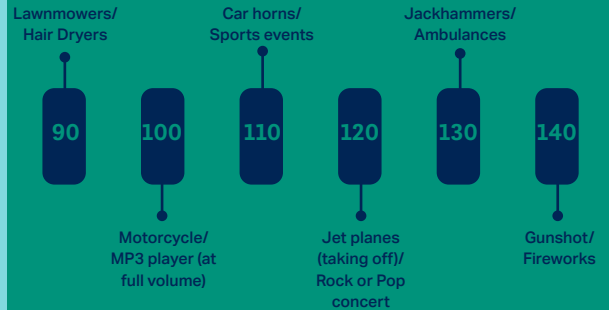 Lawnmowers/
Hair Dryers
Car horns/
Sports events
Jackhammers/
Ambulances
90
100
110
120
130
140
Motorcycle/
MP3 player (at
full volume)
Jet planes
(taking off)/
Rock or Pop
concert
Gunshot/
Fireworks